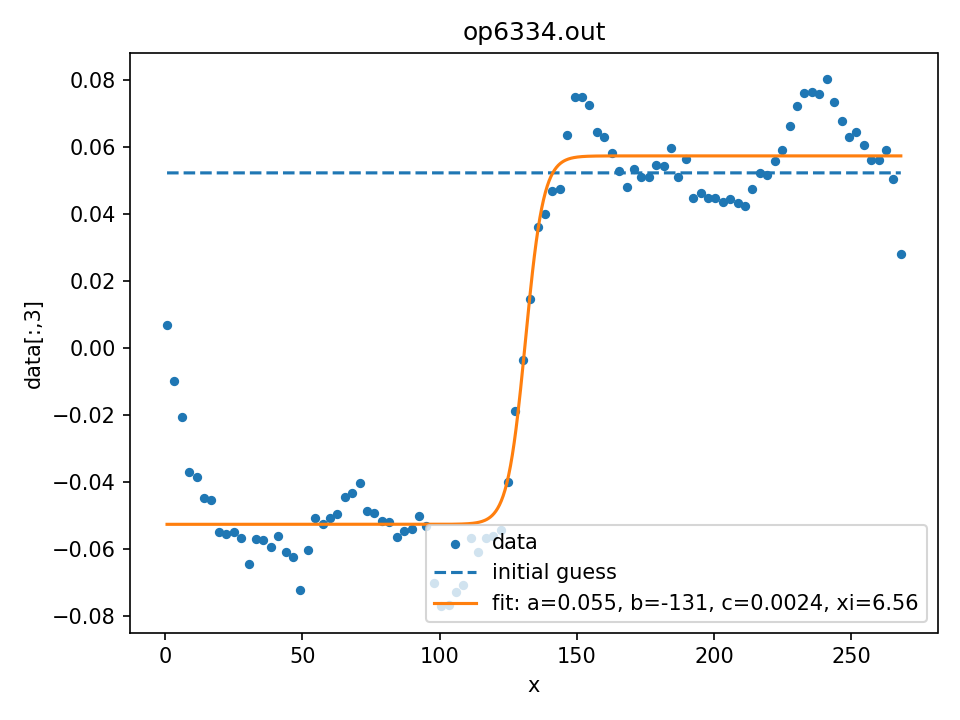 op6334.out
0.08
0.06
0.04
0.02
0.00
−0.02
−0.04
−0.06
−0.08
data[:,3]
data
initial guess
fit: a=0.055, b=-131, c=0.0024, xi=6.56
0 50 100 150 200 250
x